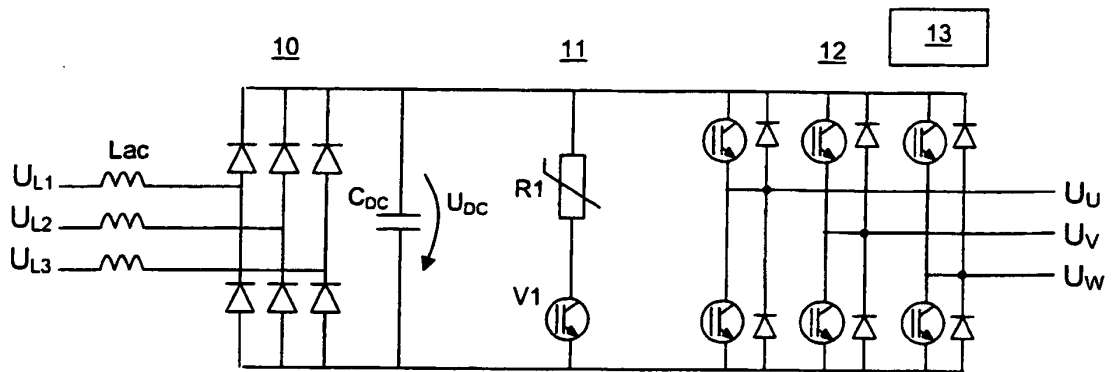 10
11
12
13
Lac
U_L1
U_L2
U_L3
C_DC
U_DC
R1
V1
U_U
U_V
U_W